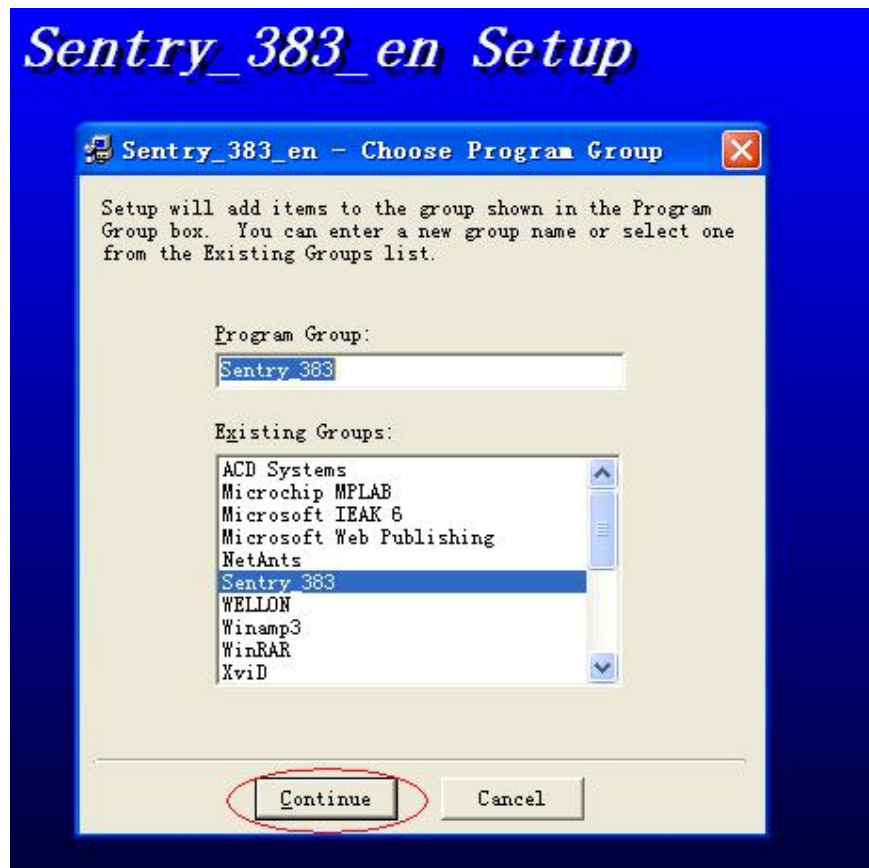 Sentry_383_en Setup
Sentry_383_en - Choose Program Group
Setup will add items to the group shown in the Program
Group box.  You can enter a new group name or select one
from the Existing Groups list.
Program Group:
Sentry_383
Existing Groups:
ACD Systems
Microchip MPLAB
Microsoft IEAK 6
Microsoft Web Publishing
NetAnts
Sentry_383
WELLON
Winamp3
WinRAR
XviD
Continue
Cancel